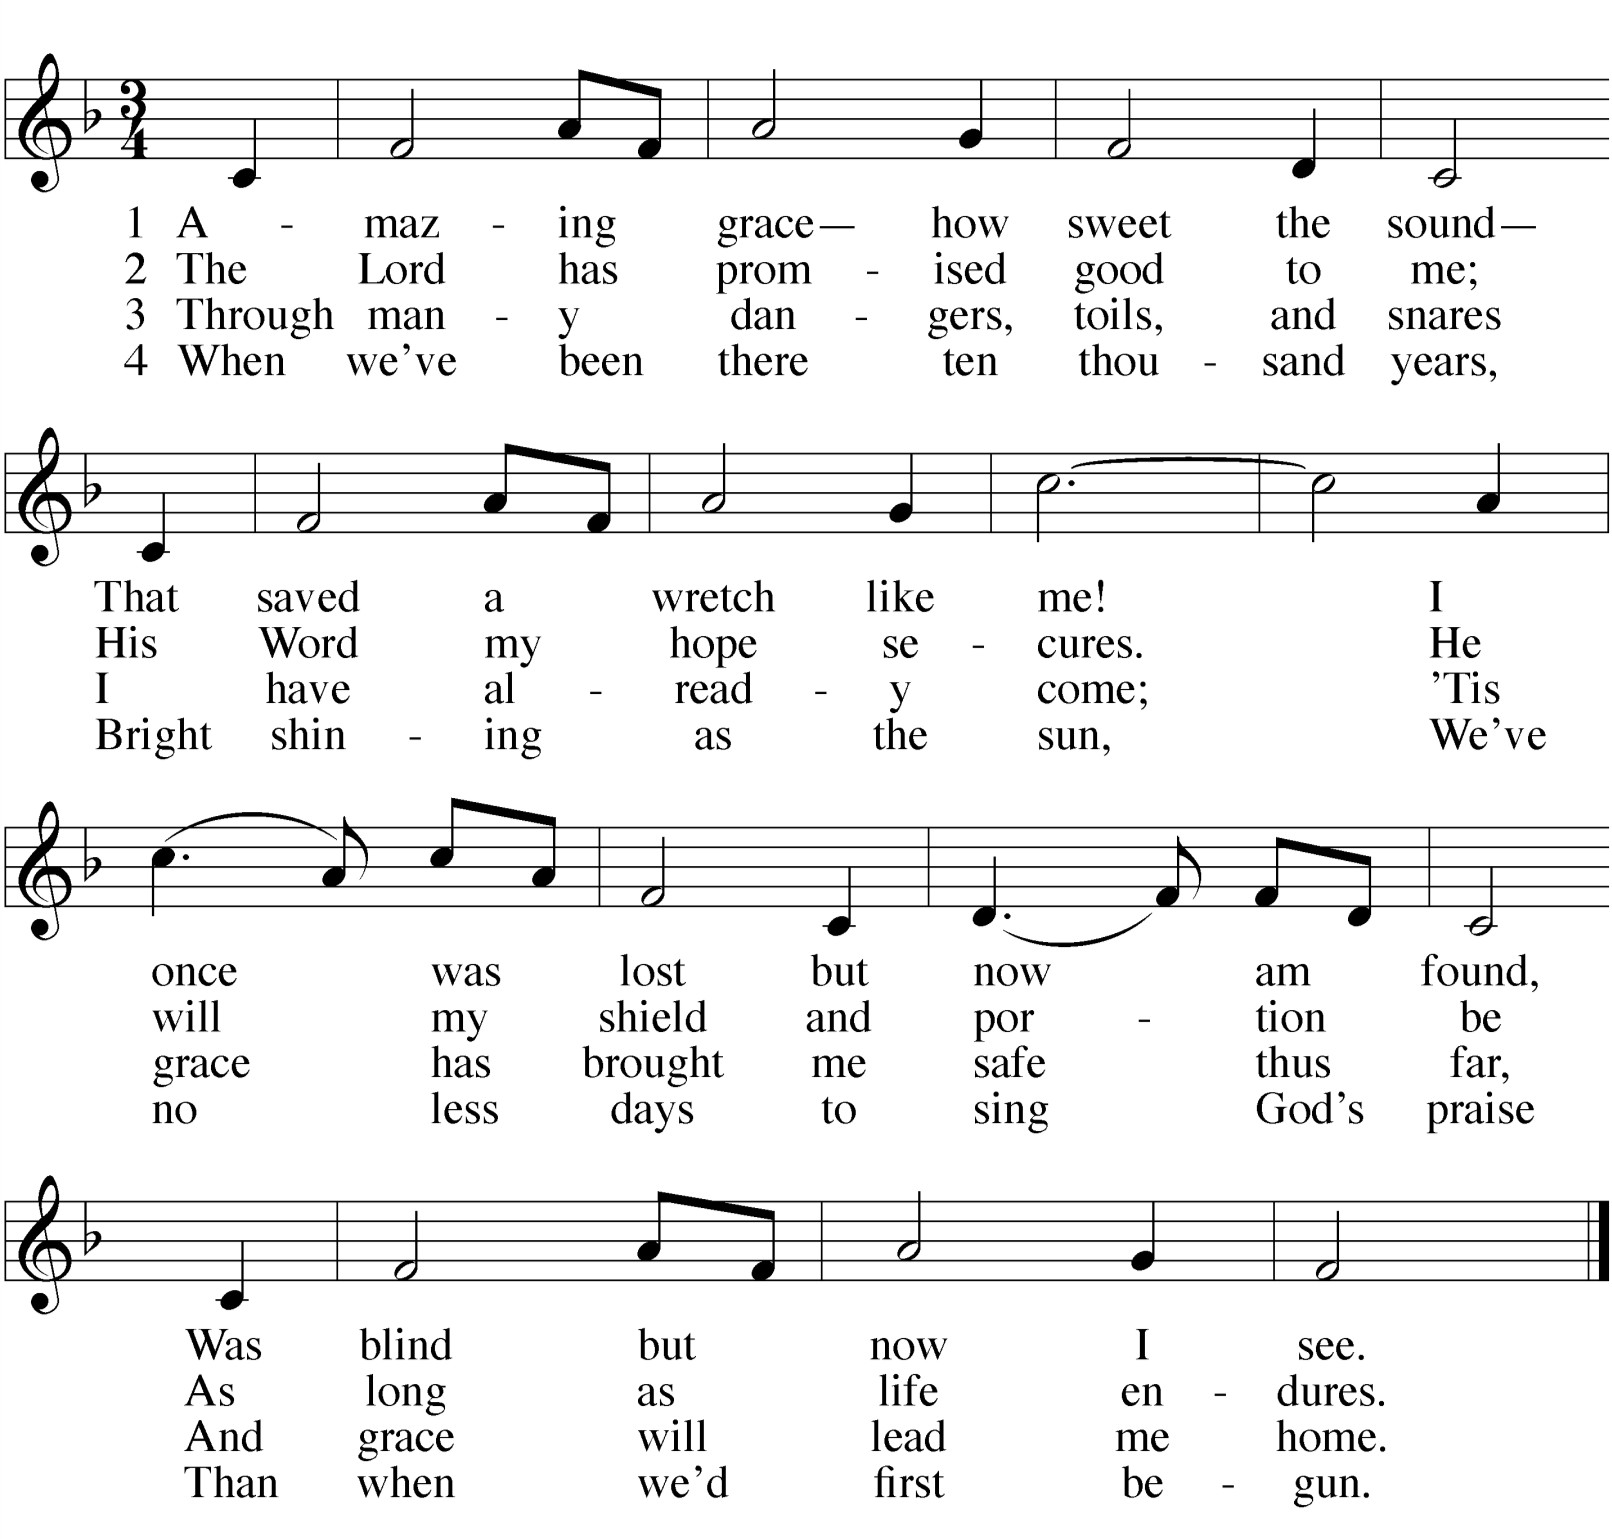 1 A - maz - ing grace— how sweet the sound—
2 The Lord has prom - ised good to me;
3 Through man - y dan - gers, toils, and snares
4 When we’ve been there ten thou - sand years,
That saved a wretch like me! I
His Word my hope se - cures. He
I have al - read - y come; ’Tis
Bright shin - ing as the sun, We’ve
once was lost but now am found,
will my shield and por - tion be
grace has brought me safe thus far,
no less days to sing God’s praise
Was blind but now I see.
As long as life en - dures.
And grace will lead me home.
Than when we’d first be - gun.